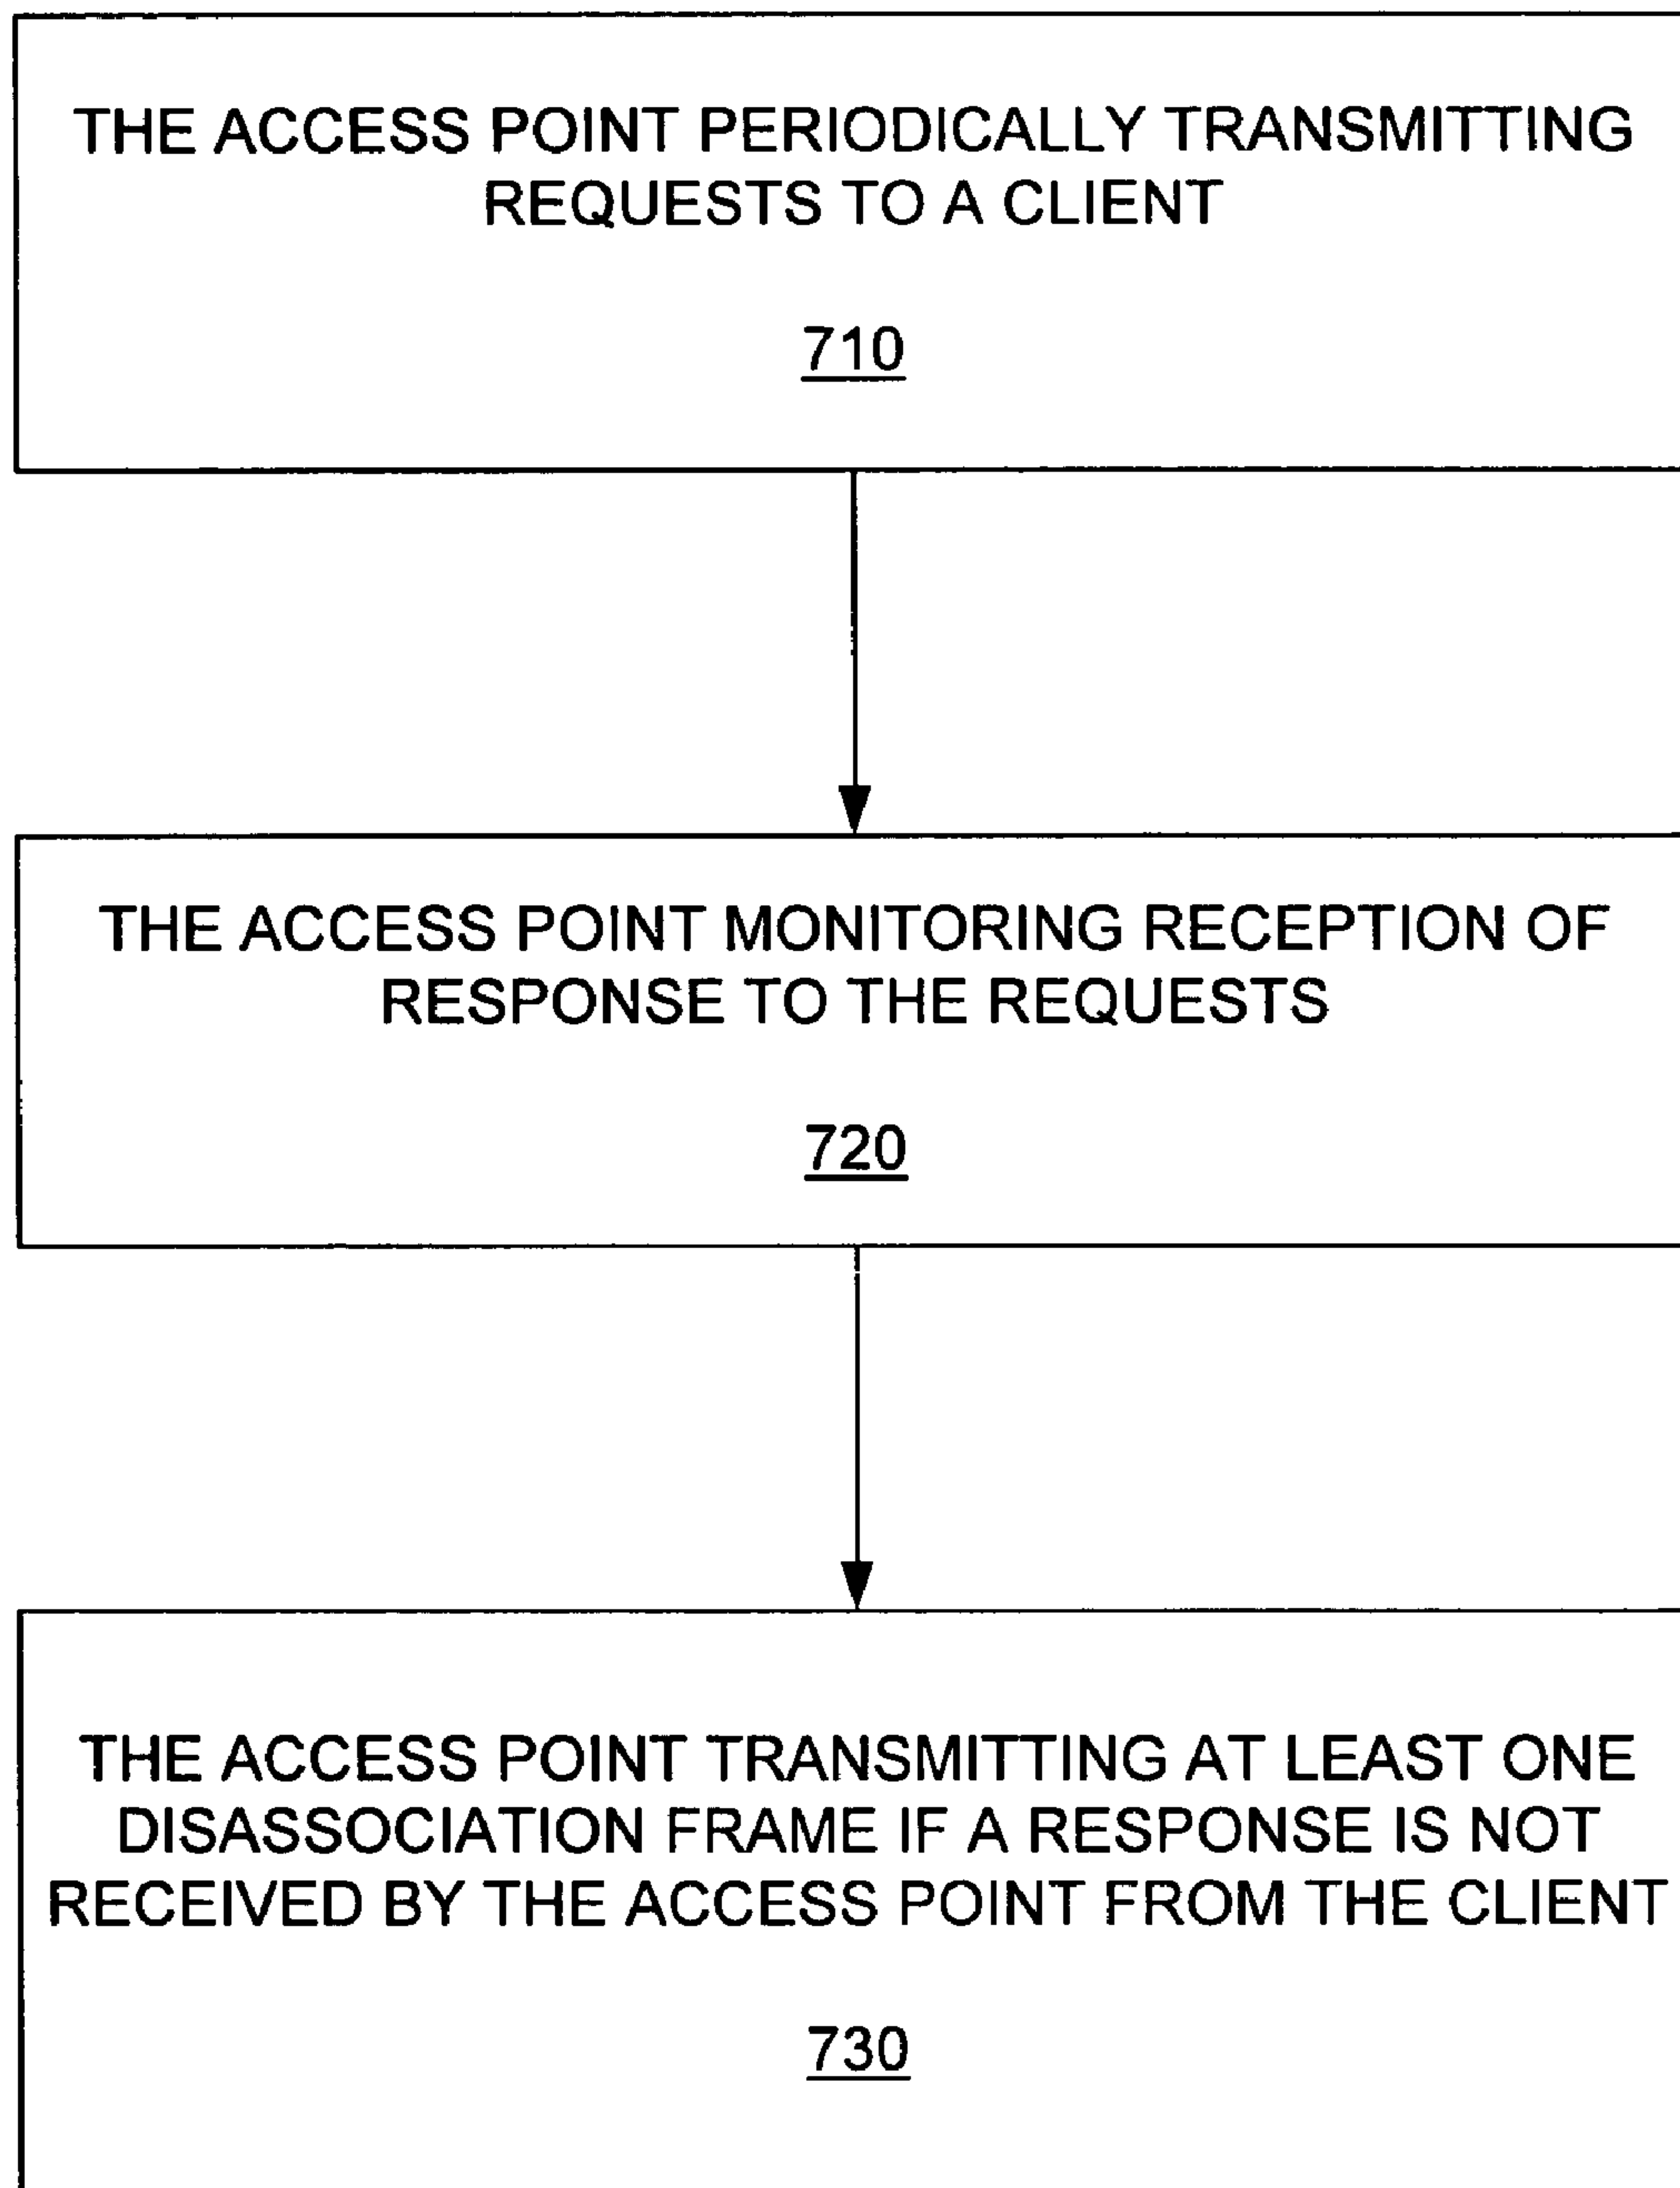 THE ACCESS POINT PERIODICALLY TRANSMITTING
REQUESTS TO A CLIENT
710
THE ACCESS POINT MONITORING RECEPTION OF
RESPONSE TO THE REQUESTS
720
THE ACCESS POINT TRANSMITTING AT LEAST ONE
DISASSOCIATION FRAME IF A RESPONSE IS NOT
RECEIVED BY THE ACCESS POINT FROM THE CLIENT
730